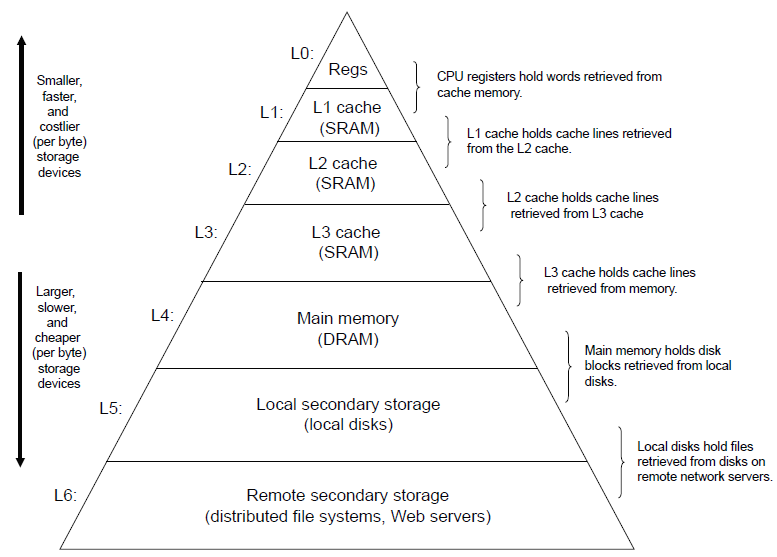 L0:
Regs
CPU registers hold words retrieved from
cache memory.
Smaller,
faster,
and
costlier
(per byte)
storage
devices
L1:
L1 cache
(SRAM)
L1 cache holds cache lines retrieved
from the L2 cache.
L2:
L2 cache
(SRAM)
L2 cache holds cache lines
retrieved from L3 cache
L3:
L3 cache
(SRAM)
L3 cache holds cache lines
retrieved from memory.
Larger,
slower,
and
cheaper
(per byte)
storage
devices
L4:
Main memory
(DRAM)
Main memory holds disk
blocks retrieved from local
disks.
L5:
Local secondary storage
(local disks)
Local disks hold files
retrieved from disks on
remote network servers.
L6:
Remote secondary storage
(distributed file systems, Web servers)